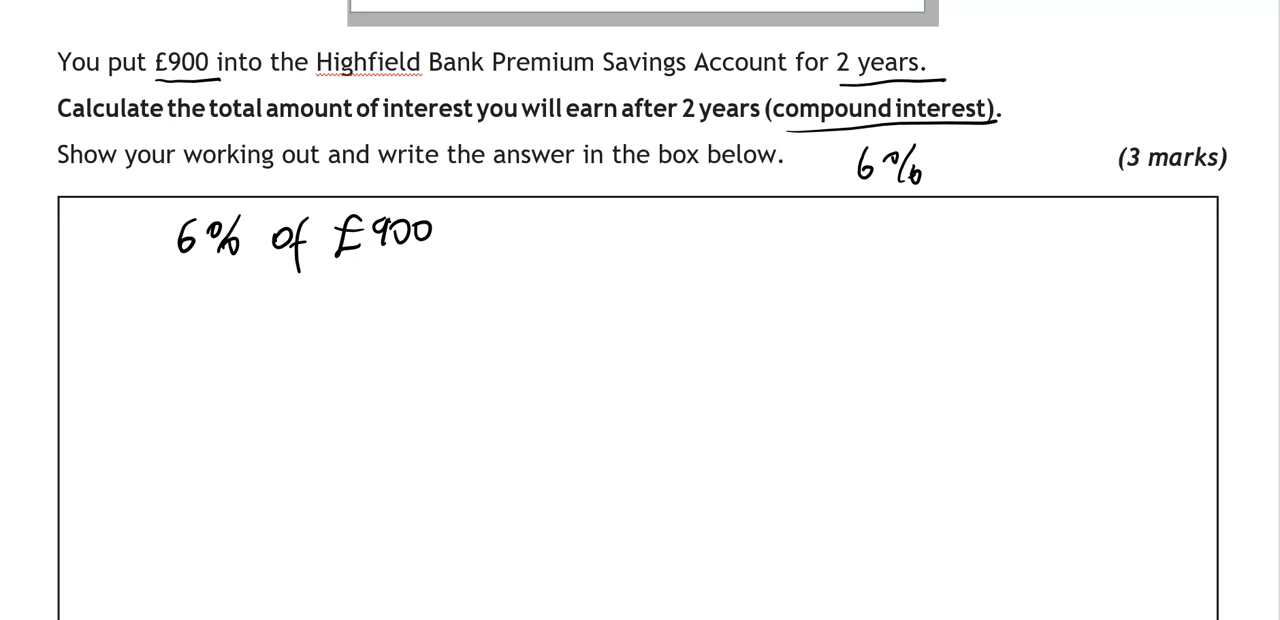 You put £900 into the Highfield Bank Premium Savings Account for 2 years.
Calculate the total amount of interest you will earn after 2 years (compound interest).
Show your working out and write the answer in the box below.
6%
(3 marks)
6% of £900